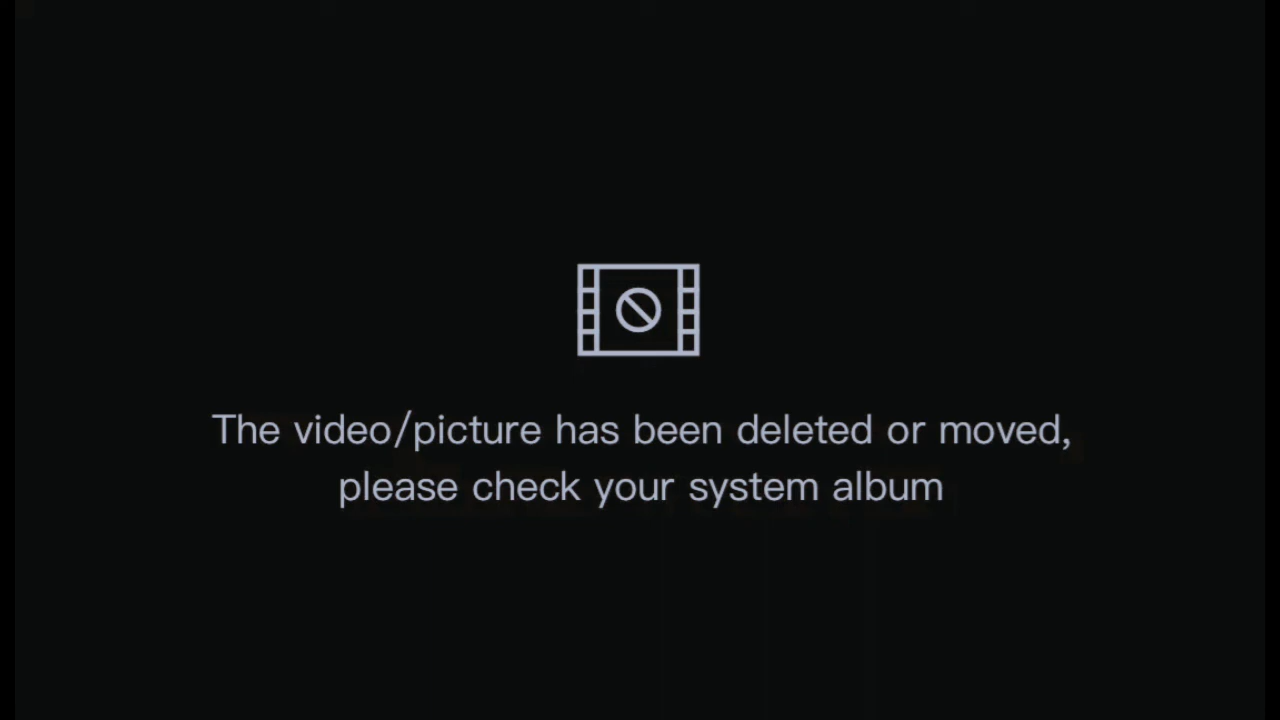 The video/picture has been deleted or moved,
please check your system album